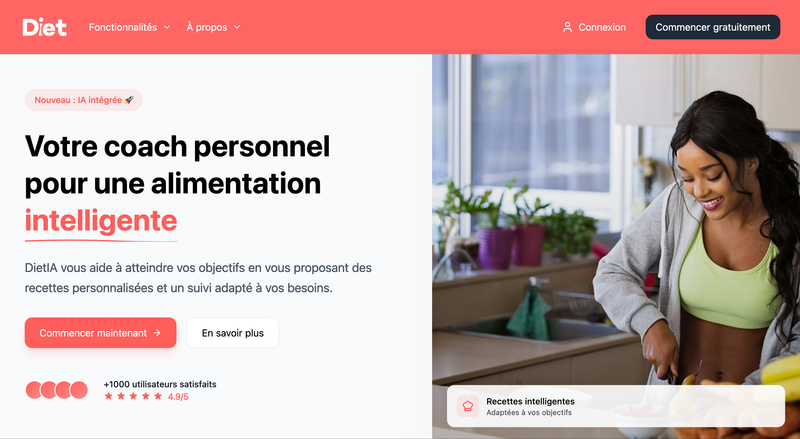 Diet
Fonctionnalités
À propos
Connexion
Commencer gratuitement
Nouveau : IA intégrée 🚀
Votre coach personnel
pour une alimentation
intelligente
DietIA vous aide à atteindre vos objectifs en vous proposant des
recettes personnalisées et un suivi adapté à vos besoins.
Commencer maintenant →
En savoir plus
+1000 utilisateurs satisfaits
★ ★ ★ ★ ★ 4.9/5
Recettes intelligentes
Adaptées à vos objectifs